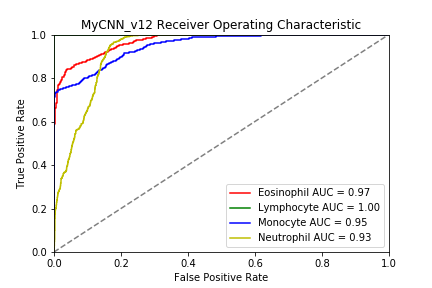 MyCNN_v12 Receiver Operating Characteristic
1.0
0.8
0.6
0.4
0.2
0.0
True Positive Rate
Eosinophil AUC = 0.97
Lymphocyte AUC = 1.00
Monocyte AUC = 0.95
Neutrophil AUC = 0.93
0.0 0.2 0.4 0.6 0.8 1.0
False Positive Rate